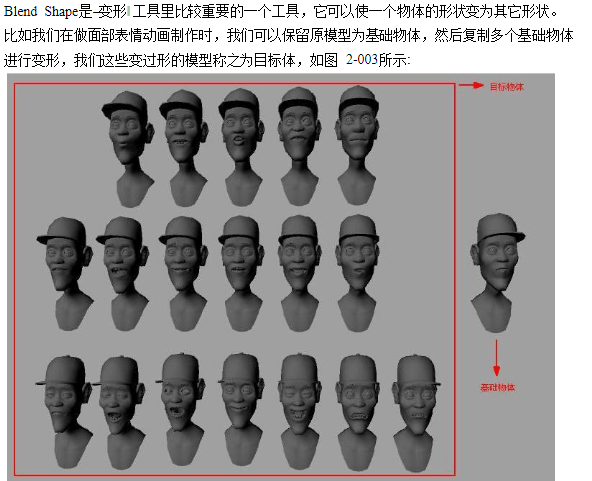 Blend Shape是-变形‖工具里比较重要的一个工具，它可以使一个物体的形状变为其它形状。
比如我们在做面部表情动画制作时，我们可以保留原模型为基础物体，然后复制多个基础物体
进行变形，我们这些变过形的模型称之为目标体，如图 2-003所示:
目标物体
基础物体